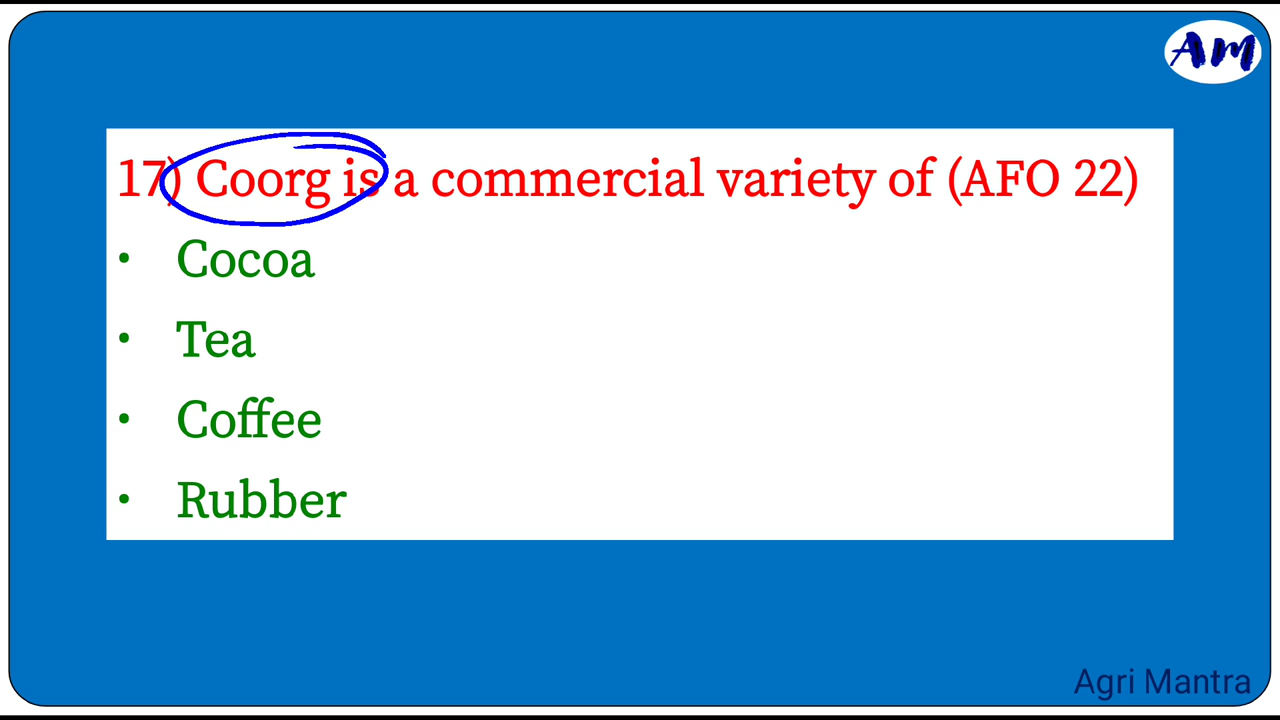 AM
17) Coorg is a commercial variety of (AFO 22)
• Cocoa
• Tea
• Coffee
• Rubber
Agri Mantra